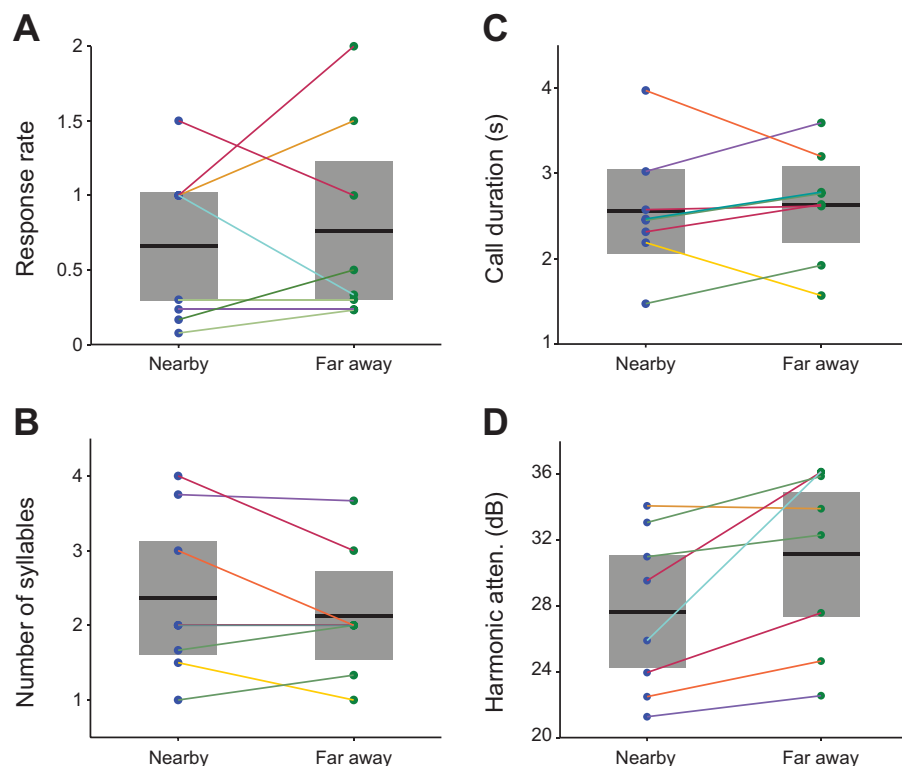 A
Response rate
2
1.5
1
0.5
0
Nearby
Far away
C
Call duration (s)
4
3
2
1
Nearby
Far away
B
Number of syllables
4
3
2
1
Nearby
Far away
D
Harmonic atten. (dB)
36
32
28
24
20
Nearby
Far away